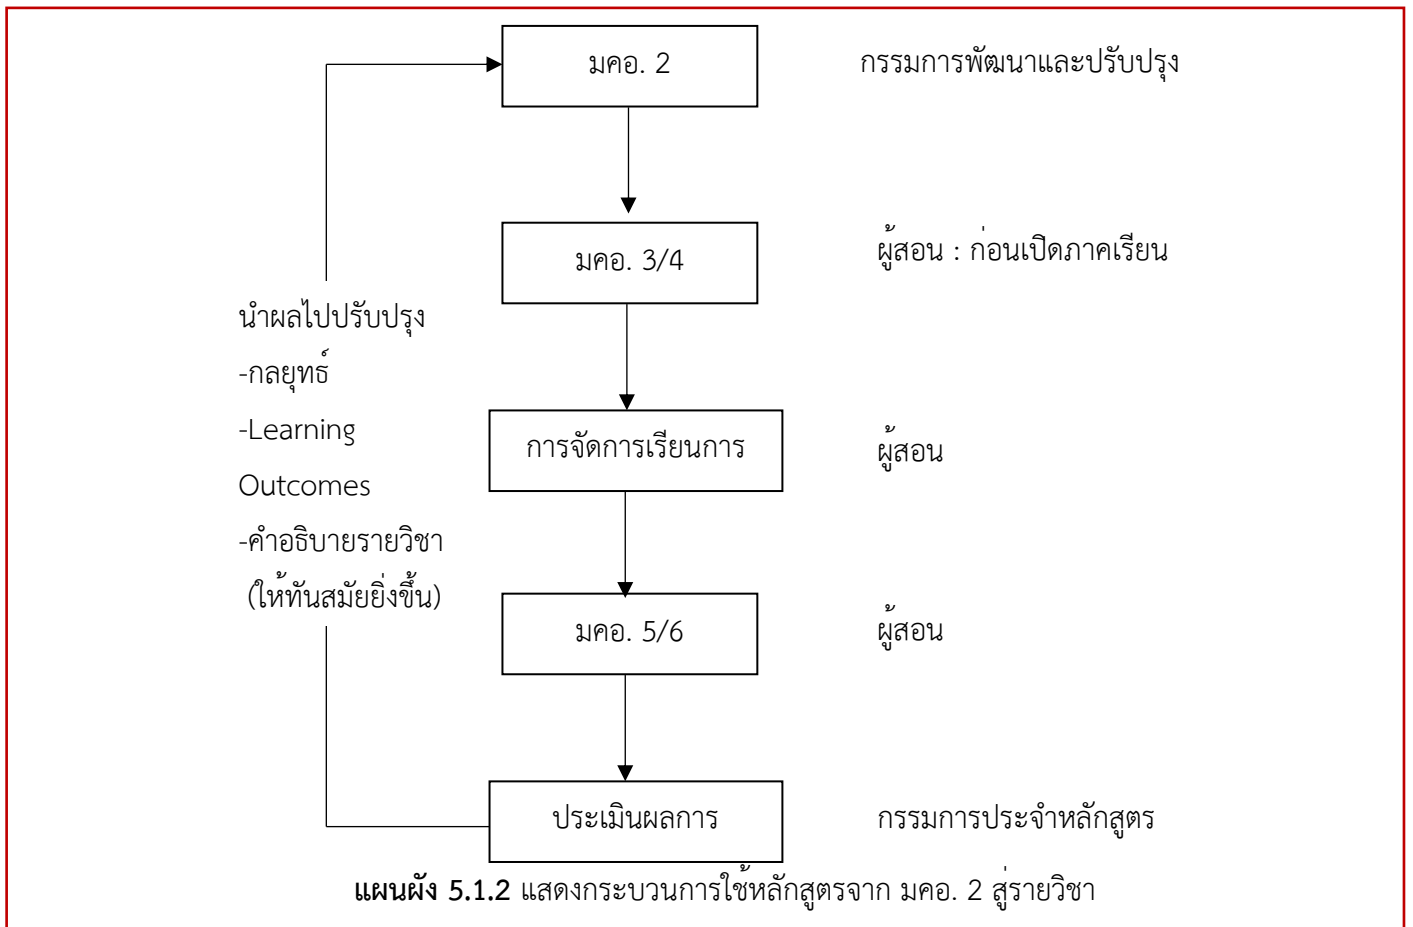 มคอ. 2
กรรมการพัฒนาและปรับปรุง
มคอ. 3/4
ผู้สอน : ก่อนเปิดภาคเรียน
นำผลไปปรับปรุง
-กลยุทธ์
-Learning
Outcomes
-คำอธิบายรายวิชา
(ให้ทันสมัยยิ่งขึ้น)
การจัดการเรียนการ
ผู้สอน
มคอ. 5/6
ผู้สอน
ประเมินผลการ
กรรมการประจำหลักสูตร
แผนผัง 5.1.2 แสดงกระบวนการใช้หลักสูตรจาก มคอ. 2 สู่รายวิชา